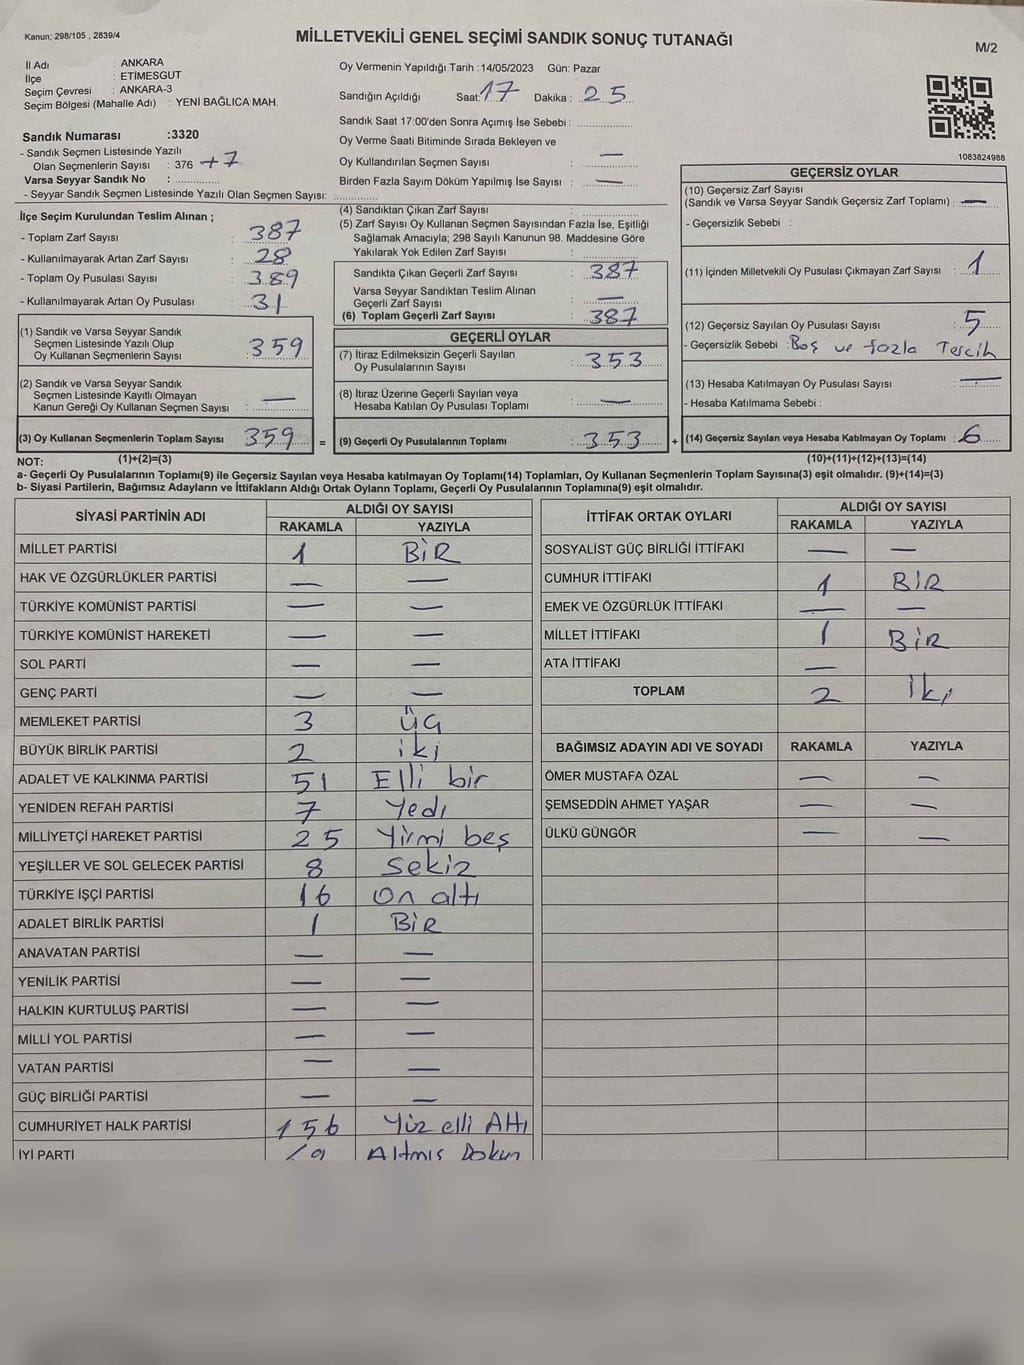 Kanun; 298/105 , 2839/4
MİLLETVEKİLİ GENEL SEÇİMİ SANDIK SONUÇ TUTANAĞI
M/2
İl Adı : ANKARA
İlçe : ETİMESGUT
Seçim Çevresi : ANKARA-3
Seçim Bölgesi (Mahalle Adı) : YENİ BAĞLICA MAH.
Oy Vermenin Yapıldığı Tarih :14/05/2023 Gün: Pazar
Sandığın Açıldığı Saat: 17 Dakika : 25
Sandık Saat 17:00'den Sonra Açımış İse Sebebi :
Oy Verme Saati Bitiminde Sırada Bekleyen ve
Oy Kullandırılan Seçmen Sayısı : —
Birden Fazla Sayım Döküm Yapılmış İse Sayısı : —
1083824988
Sandık Numarası :3320
- Sandık Seçmen Listesinde Yazılı
Olan Seçmenlerin Sayısı : 376 +7
Varsa Seyyar Sandık No :
- Seyyar Sandık Seçmen Listesinde Yazılı Olan Seçmen Sayısı:
İlçe Seçim Kurulundan Teslim Alınan ;
- Toplam Zarf Sayısı : 387
- Kullanılmayarak Artan Zarf Sayısı : 28
- Toplam Oy Pusulası Sayısı : 389
- Kullanılmayarak Artan Oy Pusulası : 31
(1) Sandık ve Varsa Seyyar Sandık
Seçmen Listesinde Yazılı Olup
Oy Kullanan Seçmenlerin Sayısı : 359
(2) Sandık ve Varsa Seyyar Sandık
Seçmen Listesinde Kayıtlı Olmayan
Kanun Gereği Oy Kullanan Seçmen Sayısı : —
(3) Oy Kullanan Seçmenlerin Toplam Sayısı : 359 =
(1)+(2)=(3)
(4) Sandıktan Çıkan Zarf Sayısı :
(5) Zarf Sayısı Oy Kullanan Seçmen Sayısından Fazla İse, Eşitliği
Sağlamak Amacıyla; 298 Sayılı Kanunun 98. Maddesine Göre
Yakılarak Yok Edilen Zarf Sayısı :
Sandıkta Çıkan Geçerli Zarf Sayısı : 387
Varsa Seyyar Sandıktan Teslim Alınan
Geçerli Zarf Sayısı : —
(6) Toplam Geçerli Zarf Sayısı : 387
GEÇERLİ OYLAR
(7) İtiraz Edilmeksizin Geçerli Sayılan
Oy Pusulalarının Sayısı : 353
(8) İtiraz Üzerine Geçerli Sayılan veya
Hesaba Katılan Oy Pusulası Toplamı : —
(9) Geçerli Oy Pusulalarının Toplamı : 353 +
GEÇERSİZ OYLAR
(10) Geçersiz Zarf Sayısı
(Sandık ve Varsa Seyyar Sandık Geçersiz Zarf Toplamı) : —
- Geçersizlik Sebebi :
(11) İçinden Milletvekili Oy Pusulası Çıkmayan Zarf Sayısı : 1
(12) Geçersiz Sayılan Oy Pusulası Sayısı : 5
- Geçersizlik Sebebi : Boş ve fazla Tercih
(13) Hesaba Katılmayan Oy Pusulası Sayısı : —
- Hesaba Katılmama Sebebi :
(14) Geçersiz Sayılan veya Hesaba Katılmayan Oy Toplamı : 6
(10)+(11)+(12)+(13)=(14)
NOT:
a- Geçerli Oy Pusulalarının Toplamı(9) ile Geçersiz Sayılan veya Hesaba katılmayan Oy Toplamı(14) Toplamları, Oy Kullanan Seçmenlerin Toplam Sayısına(3) eşit olmalıdır. (9)+(14)=(3)
b- Siyasi Partilerin, Bağımsız Adayların ve İttifakların Aldığı Ortak Oyların Toplamı, Geçerli Oy Pusulalarının Toplamına(9) eşit olmalıdır.
SİYASİ PARTİNİN ADI
ALDIĞI OY SAYISI
RAKAMLA YAZIYLA
MİLLET PARTİSİ 1 BİR
HAK VE ÖZGÜRLÜKLER PARTİSİ — —
TÜRKİYE KOMÜNİST PARTİSİ — —
TÜRKİYE KOMÜNİST HAREKETİ — —
SOL PARTİ — —
GENÇ PARTİ — —
MEMLEKET PARTİSİ 3 üç
BÜYÜK BİRLİK PARTİSİ 2 iki
ADALET VE KALKINMA PARTİSİ 51 Elli bir
YENİDEN REFAH PARTİSİ 7 Yedi
MİLLİYETÇİ HAREKET PARTİSİ 25 Yirmi beş
YEŞİLLER VE SOL GELECEK PARTİSİ 8 Sekiz
TÜRKİYE İŞÇİ PARTİSİ 16 On altı
ADALET BİRLİK PARTİSİ 1 BİR
ANAVATAN PARTİSİ — —
YENİLİK PARTİSİ — —
HALKIN KURTULUŞ PARTİSİ — —
MİLLİ YOL PARTİSİ — —
VATAN PARTİSİ — —
GÜÇ BİRLİĞİ PARTİSİ — —
CUMHURİYET HALK PARTİSİ 156 Yüz elli Altı
İYİ PARTİ Altmış Dokuz
İTTİFAK ORTAK OYLARI
ALDIĞI OY SAYISI
RAKAMLA YAZIYLA
SOSYALİST GÜÇ BİRLİĞİ İTTİFAKI — —
CUMHUR İTTİFAKI 1 BİR
EMEK VE ÖZGÜRLÜK İTTİFAKI — —
MİLLET İTTİFAKI 1 BİR
ATA İTTİFAKI —
TOPLAM 2 iki
BAĞIMSIZ ADAYIN ADI VE SOYADI RAKAMLA YAZIYLA
ÖMER MUSTAFA ÖZAL — —
ŞEMSEDDİN AHMET YAŞAR — —
ÜLKÜ GÜNGÖR — —